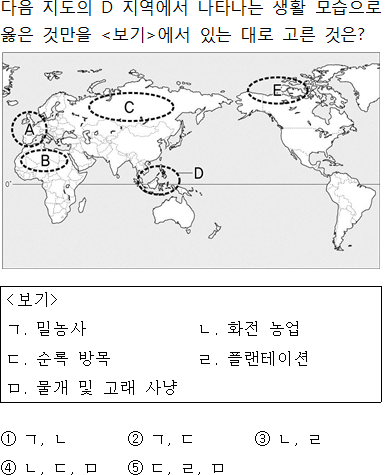 다음 지도의 D 지역에서 나타나는 생활 모습으로
옳은 것만을 <보기>에서 있는 대로 고른 것은?
A
B
C
D
E
0°
<보기>
ㄱ. 밀농사 ㄴ. 화전 농업
ㄷ. 순록 방목 ㄹ. 플랜테이션
ㅁ. 물개 및 고래 사냥
① ㄱ, ㄴ ② ㄱ, ㄷ ③ ㄴ, ㄹ
④ ㄴ, ㄷ, ㅁ ⑤ ㄷ, ㄹ, ㅁ